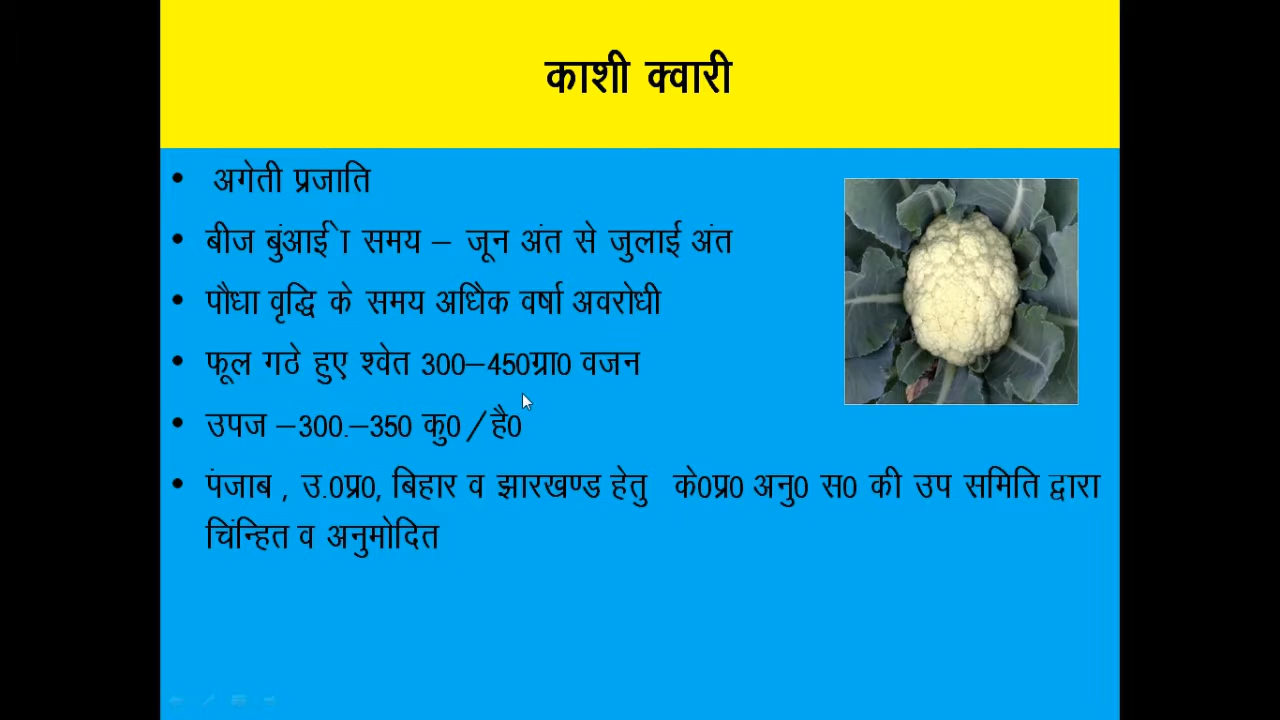 काशी क्वारी
• अगेती प्रजाति
• बीज बुंआई`ा समय – जून अंत से जुलाई अंत
• पौधा वृद्धि के समय अधिेक वर्षा अवरोधी
• फूल गठे हुए श्वेत 300–450ग्रा0 वजन
• उपज –300.–350 कु0 /है0
• पंजाब , उ.0प्र0, बिहार व झारखण्ड हेतु के0प्र0 अनु0 स0 की उप समिति द्वारा
चिंन्हित व अनुमोदित